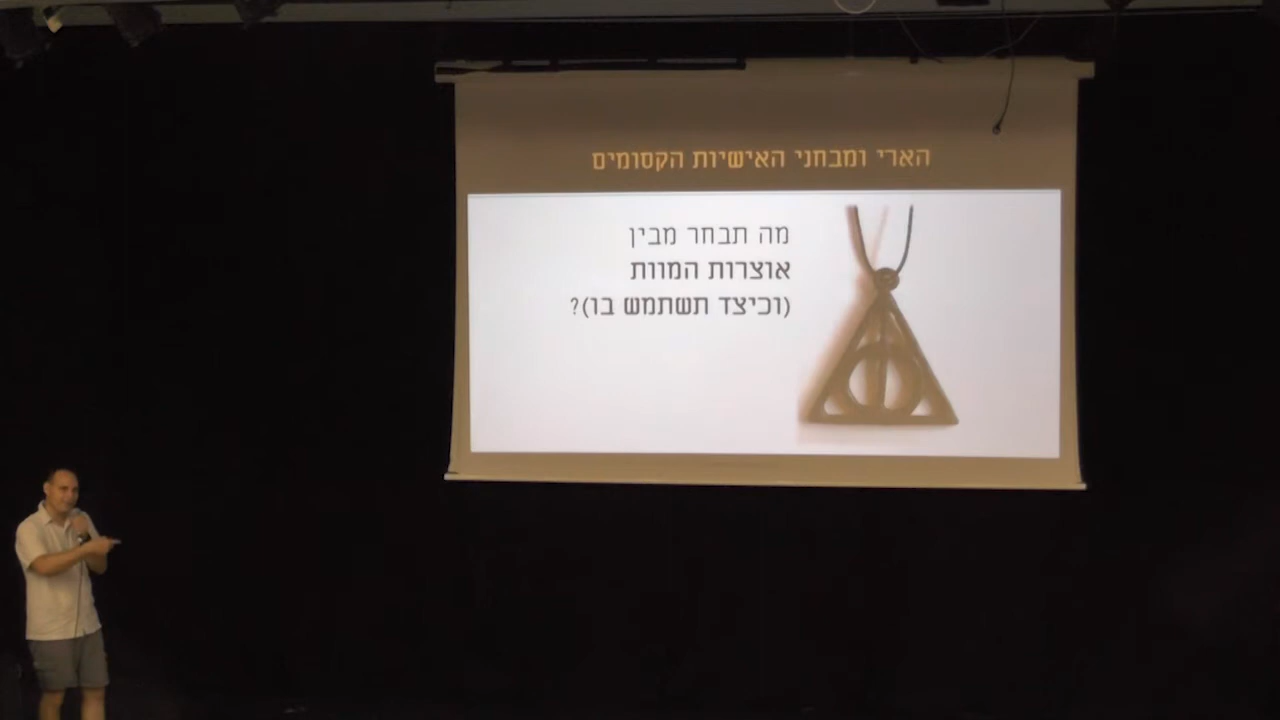 הארי ומבחני האישיות הקסומים
מה תבחר מבין
אוצרות המוות
(וכיצד תשתמש בו)?